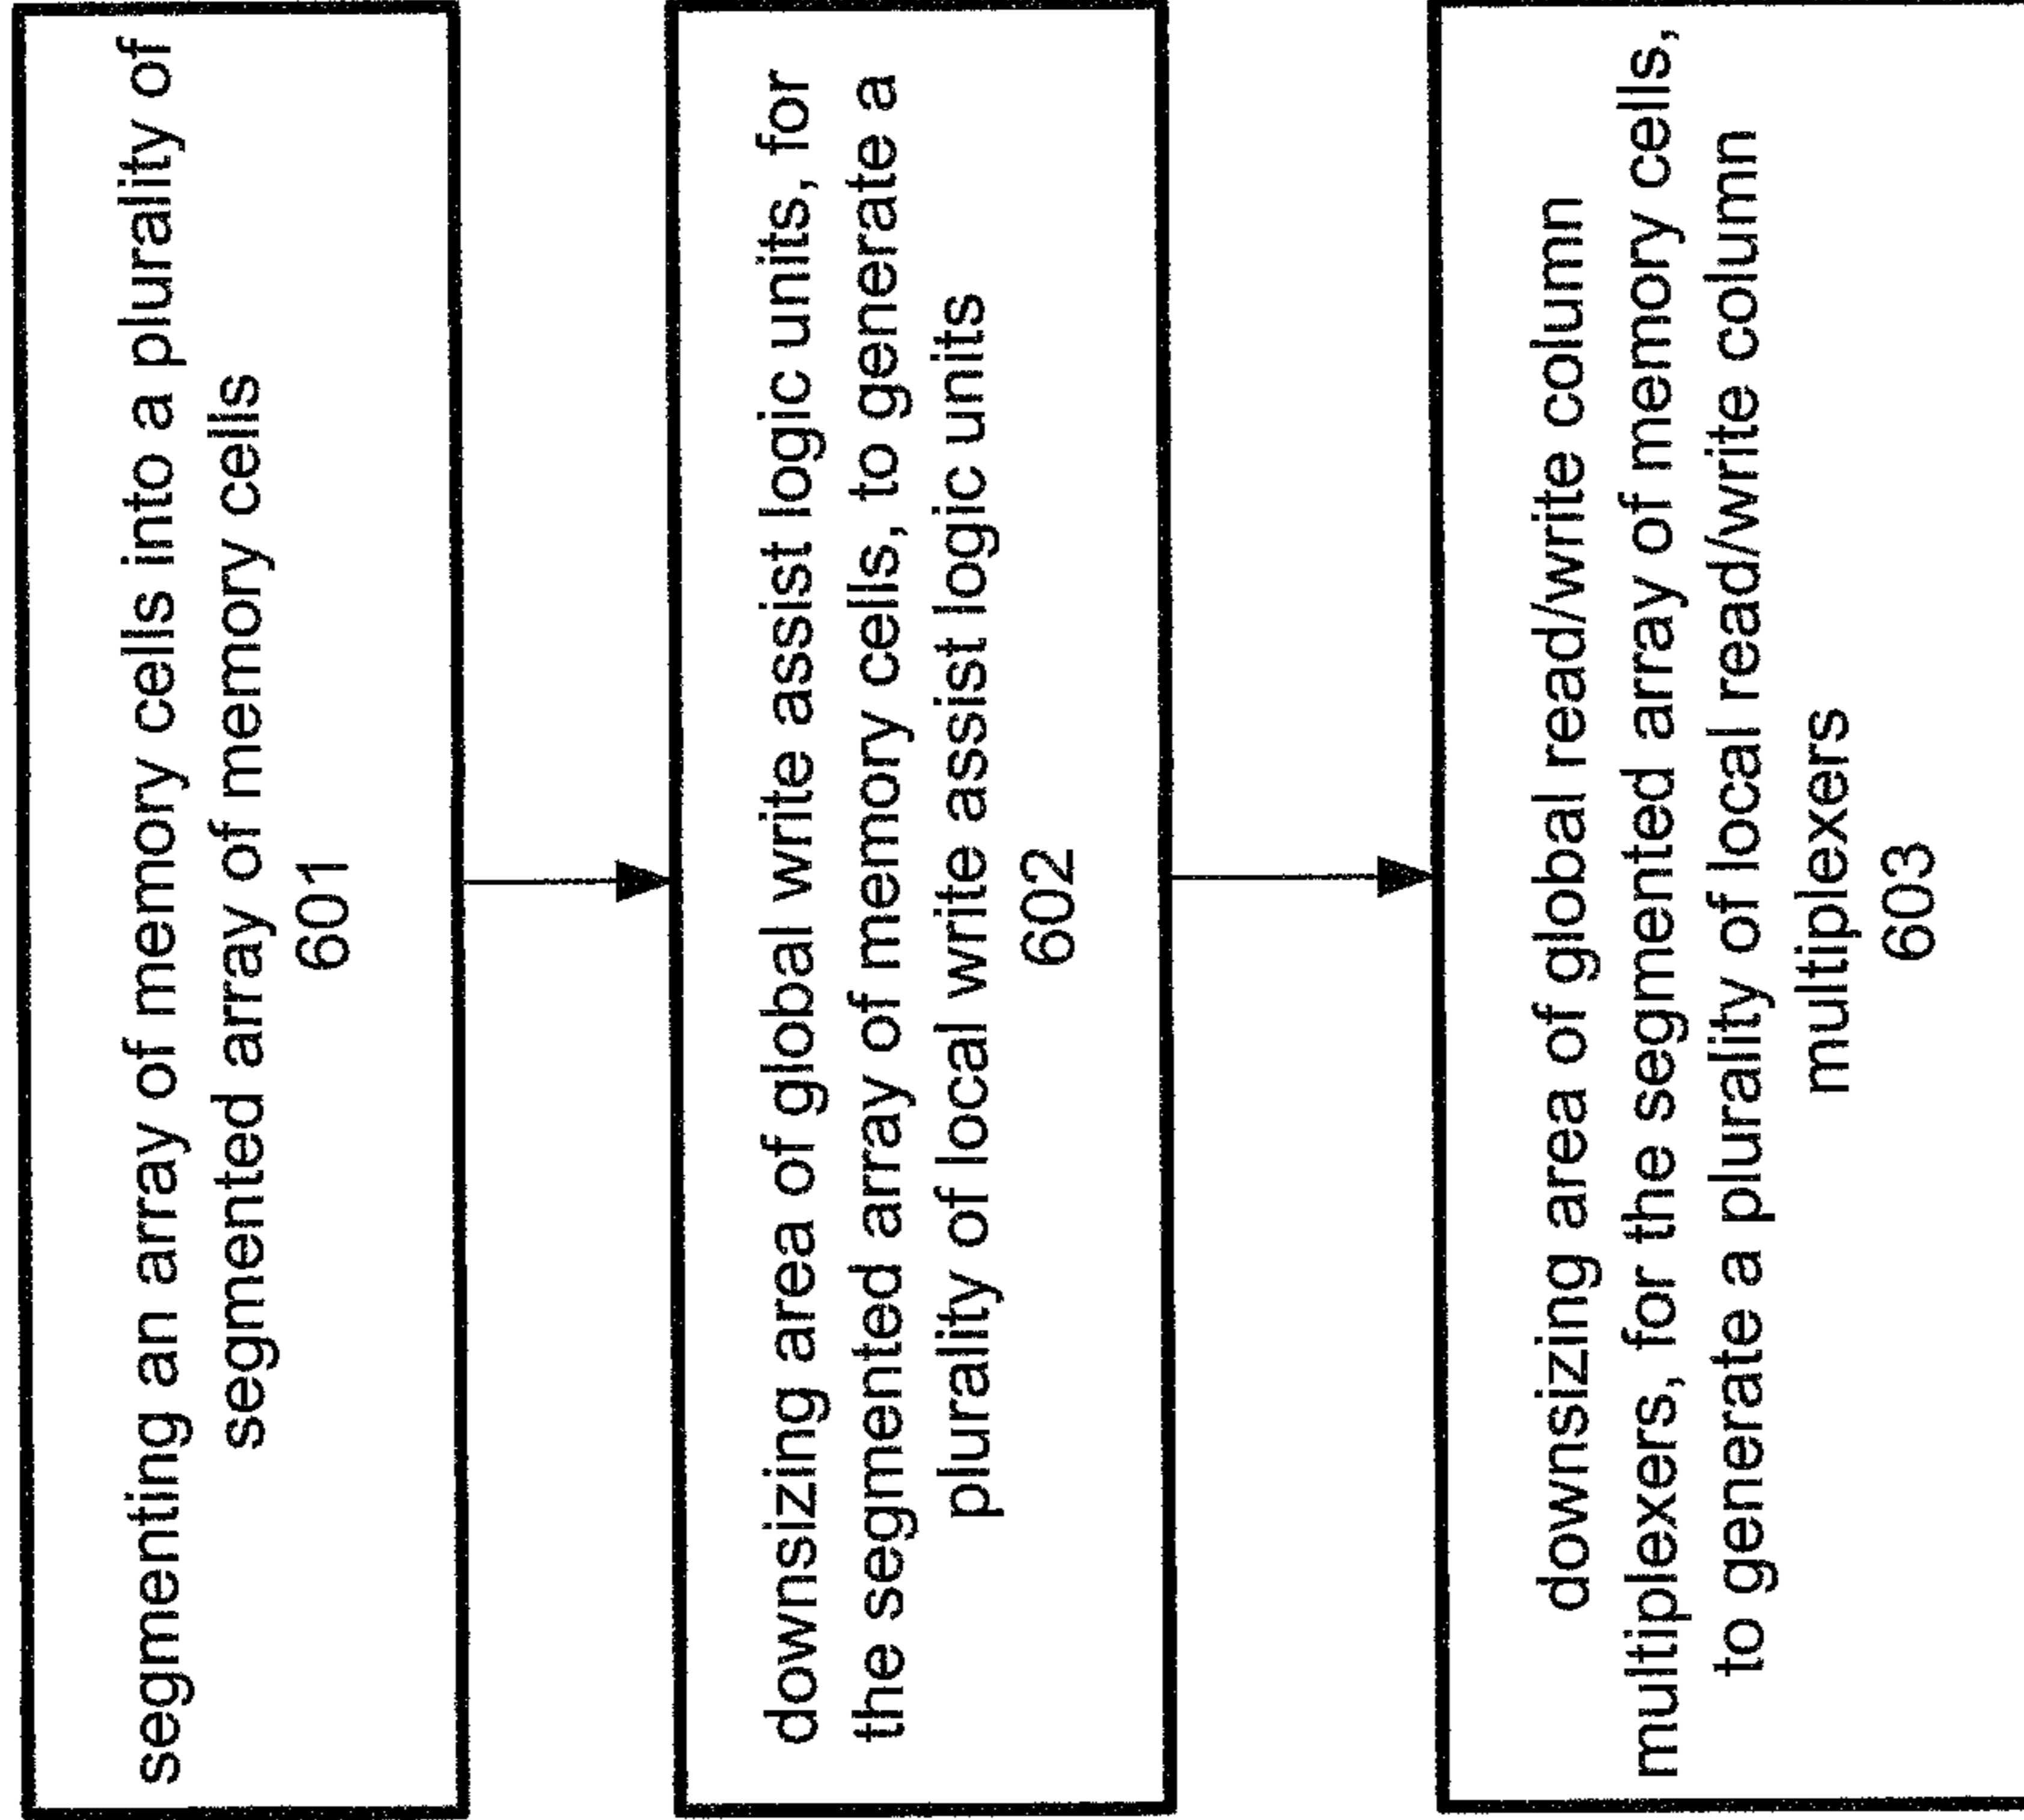 segmenting an array of memory cells into a plurality of
segmented array of memory cells
601
downsizing area of global write assist logic units, for
the segmented array of memory cells, to generate a
plurality of local write assist logic units
602
downsizing area of global read/write column
multiplexers, for the segmented array of memory cells,
to generate a plurality of local read/write column
multiplexers
603